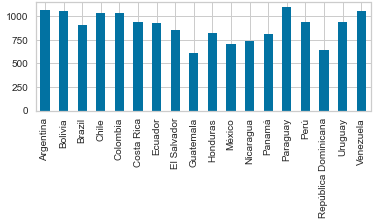 1000
750
500
250
0
Argentina
Bolivia
Brazil
Chile
Colombia
Costa Rica
Ecuador
El Salvador
Guatemala
Honduras
Mexico
Nicaragua
Panamá
Paraguay
Perú
República Dominicana
Uruguay
Venezuela